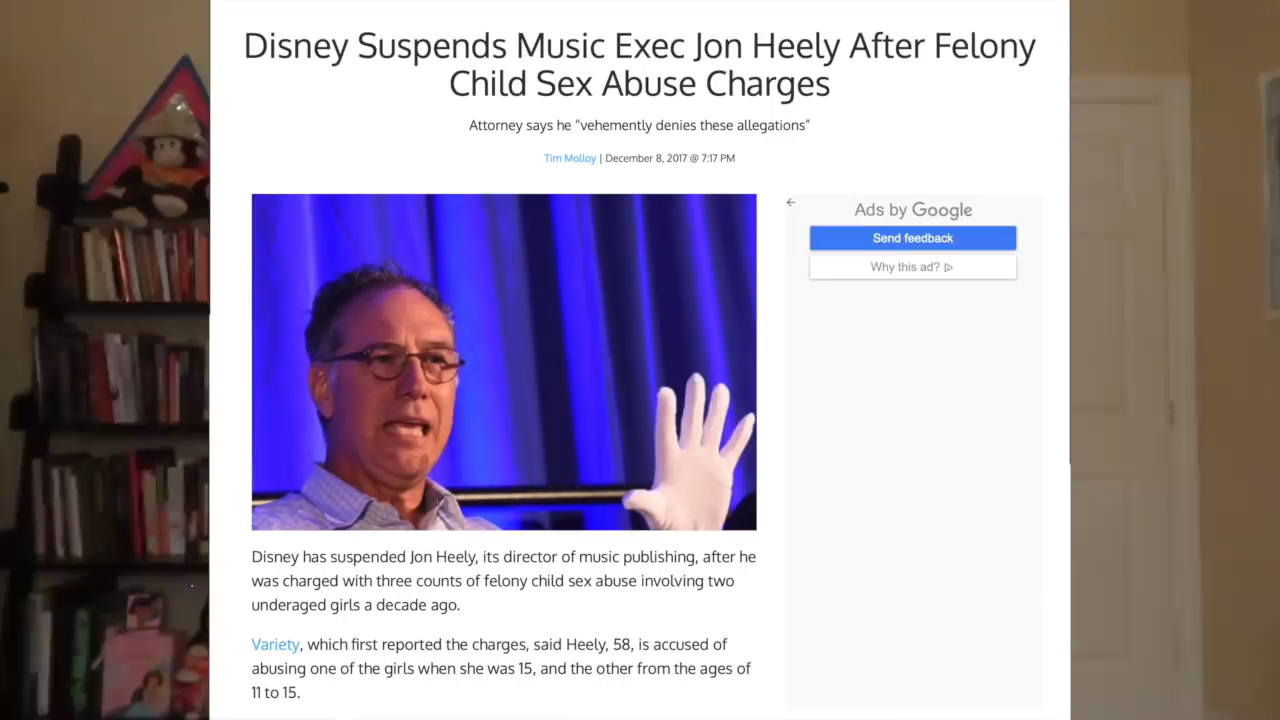 Disney Suspends Music Exec Jon Heely After Felony
Child Sex Abuse Charges
Attorney says he “vehemently denies these allegations”
Tim Molloy | December 8, 2017 @ 7:17 PM
Ads by Google
Send feedback
Why this ad?
Disney has suspended Jon Heely, its director of music publishing, after he
was charged with three counts of felony child sex abuse involving two
underaged girls a decade ago.
Variety, which first reported the charges, said Heely, 58, is accused of
abusing one of the girls when she was 15, and the other from the ages of
11 to 15.